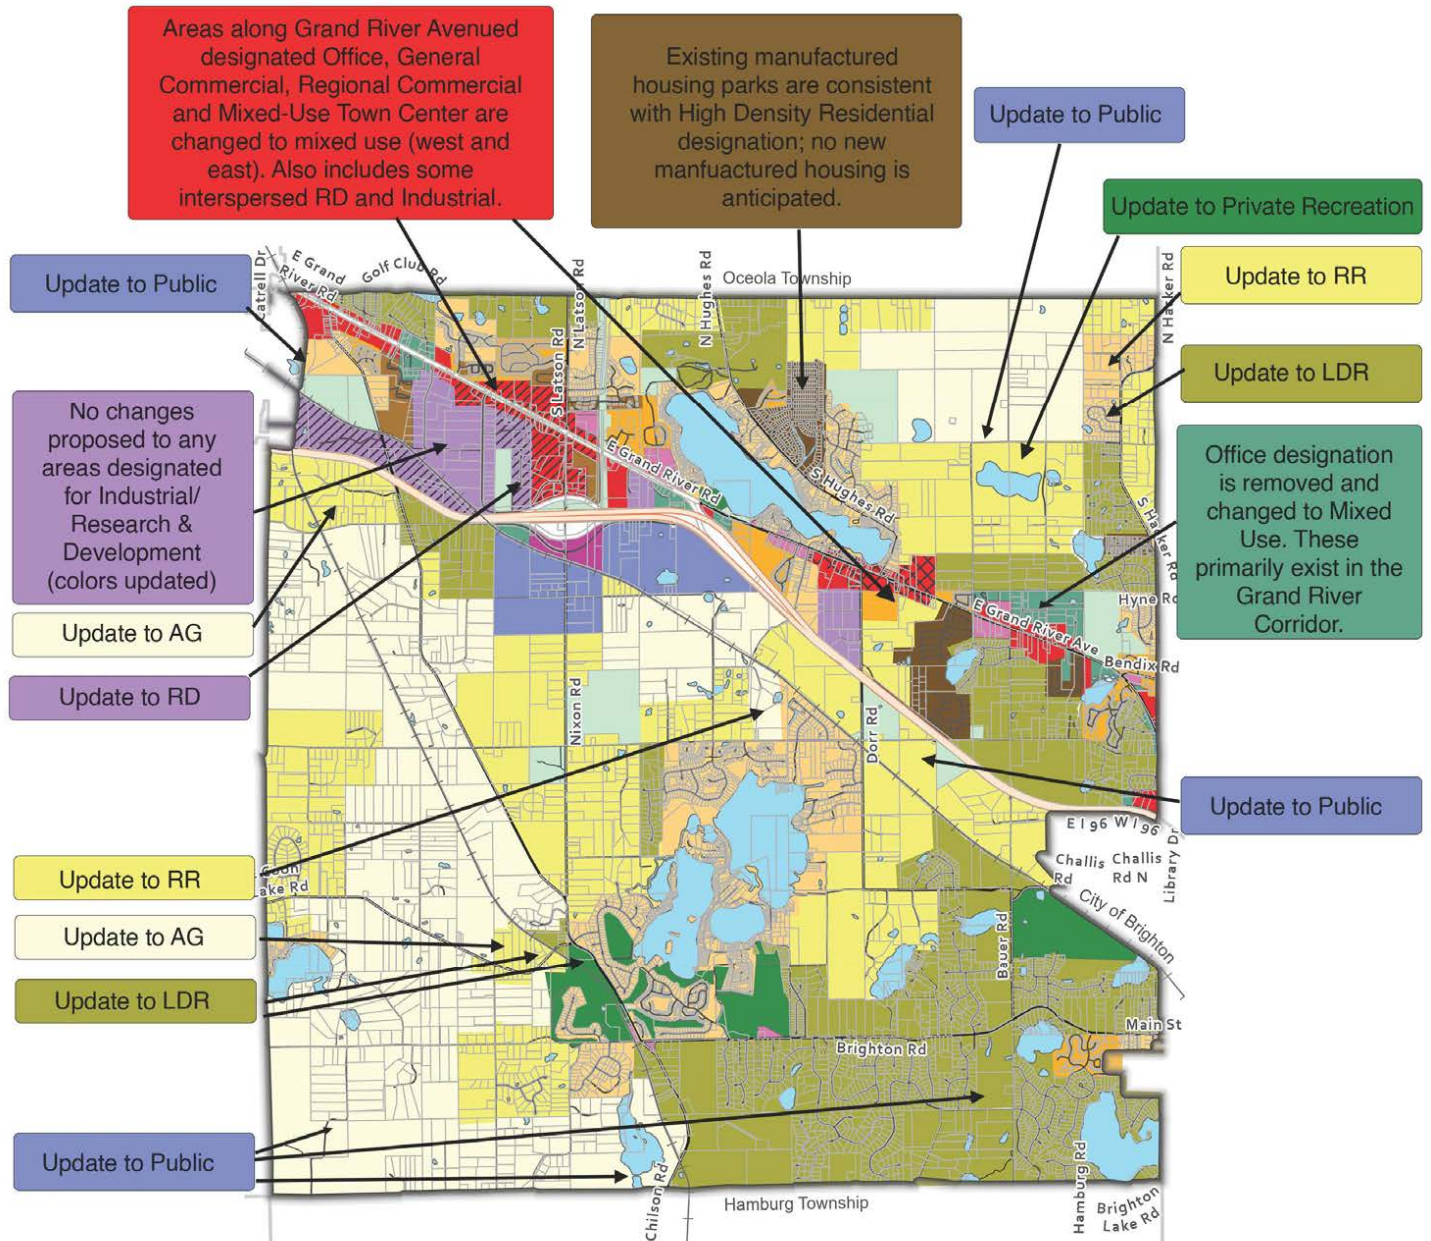 Areas along Grand River Avenued
designated Office, General
Commercial, Regional Commercial
and Mixed-Use Town Center are
changed to mixed use (west and
east). Also includes some
interspersed RD and Industrial.
Existing manufactured
housing parks are consistent
with High Density Residential
designation; no new
manfuactured housing is
anticipated.
Update to Public
Update to Private Recreation
Update to RR
Update to LDR
Office designation
is removed and
changed to Mixed
Use. These
primarily exist in the
Grand River
Corridor.
Update to Public
Update to Public
No changes
proposed to any
areas designated
for Industrial/
Research &
Development
(colors updated)
Update to AG
Update to RD
Update to RR
Update to AG
Update to LDR
Update to Public
E Grand
River Rd
Golf Club Rd
N Latson Rd
S Latson Rd
N Hughes Rd
Oceola Township
N Hacker Rd
S Hacker Rd
E Grand River Rd
S Hughes Rd
Hyne Rd
E Grand River Ave
Bendix Rd
Nixon Rd
Dorr Rd
E I 96 W I 96
Challis
Rd
Challis
Rd N
Library Dr
City of Brighton
Bauer Rd
Main St
Brighton Rd
Chilson Rd
Hamburg Township
Hamburg Rd
Brighton
Lake Rd